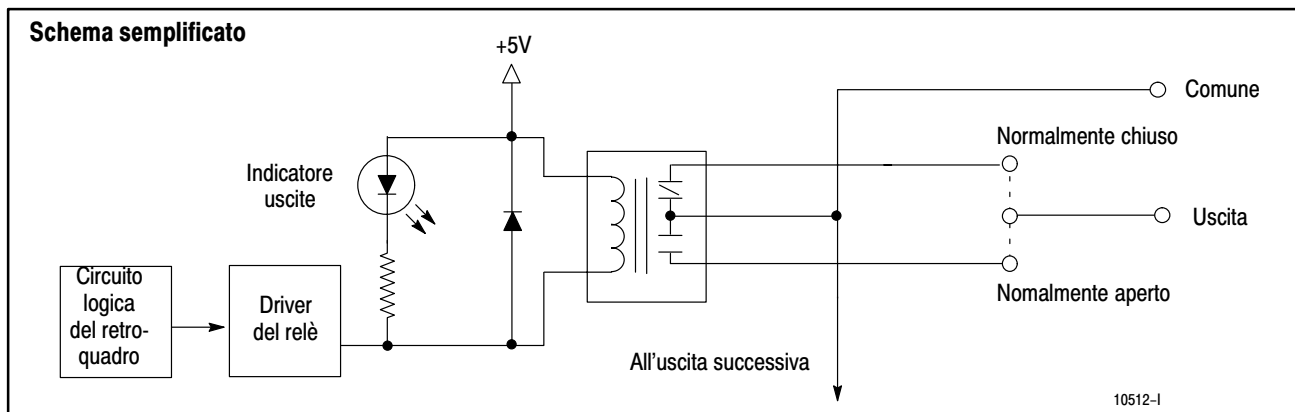 Schema semplificato
+5V
Comune
Normalmente chiuso
Indicatore
uscite
Uscita
Circuito
logica
del retro-
quadro
Driver
del relè
Nomalmente aperto
All'uscita successiva
10512–I